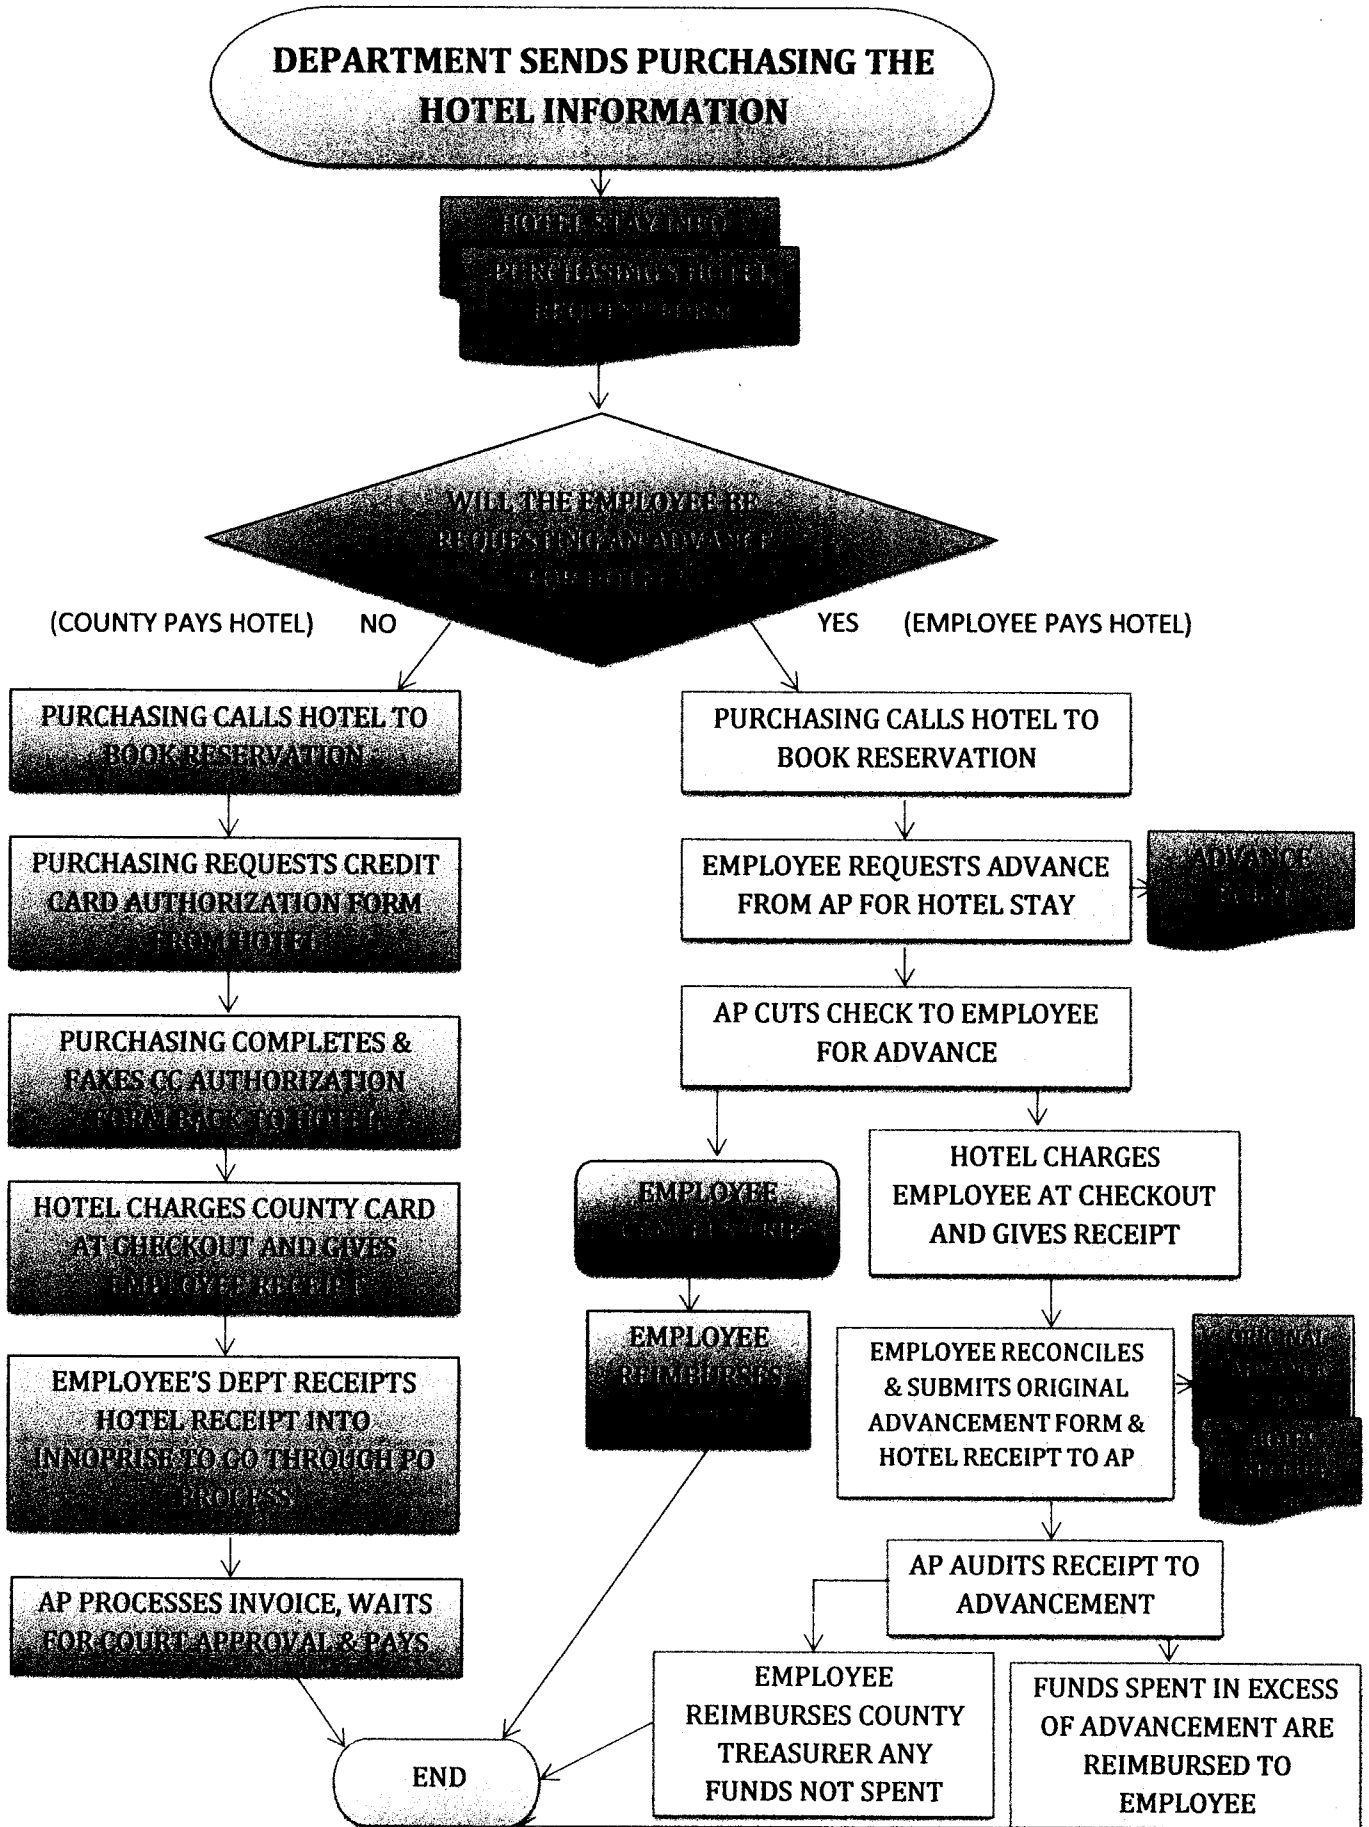 DEPARTMENT SENDS PURCHASING THE
HOTEL INFORMATION
HOTEL STAY INFO
PURCHASING'S HOTEL
REQUEST FORM
WILL THE EMPLOYEE BE
REQUESTING AN ADVANCE
FOR HOTEL?
(COUNTY PAYS HOTEL) NO
YES (EMPLOYEE PAYS HOTEL)
PURCHASING CALLS HOTEL TO
BOOK RESERVATION
PURCHASING REQUESTS CREDIT
CARD AUTHORIZATION FORM
FROM HOTEL
PURCHASING COMPLETES &
FAXES CC AUTHORIZATION
FORM BACK TO HOTEL
HOTEL CHARGES COUNTY CARD
AT CHECKOUT AND GIVES
EMPLOYEE RECEIPT
EMPLOYEE'S DEPT RECEIPTS
HOTEL RECEIPT INTO
INNOPRISE TO GO THROUGH PO
PROCESS
AP PROCESSES INVOICE, WAITS
FOR COURT APPROVAL & PAYS
PURCHASING CALLS HOTEL TO
BOOK RESERVATION
EMPLOYEE REQUESTS ADVANCE
FROM AP FOR HOTEL STAY
ADVANCE
AP CUTS CHECK TO EMPLOYEE
FOR ADVANCE
EMPLOYEE
EMPLOYEE
REIMBURSES
HOTEL CHARGES
EMPLOYEE AT CHECKOUT
AND GIVES RECEIPT
EMPLOYEE RECONCILES
& SUBMITS ORIGINAL
ADVANCEMENT FORM &
HOTEL RECEIPT TO AP
ORIGINAL
HOTEL
AP AUDITS RECEIPT TO
ADVANCEMENT
EMPLOYEE
REIMBURSES COUNTY
TREASURER ANY
FUNDS NOT SPENT
FUNDS SPENT IN EXCESS
OF ADVANCEMENT ARE
REIMBURSED TO
EMPLOYEE
END